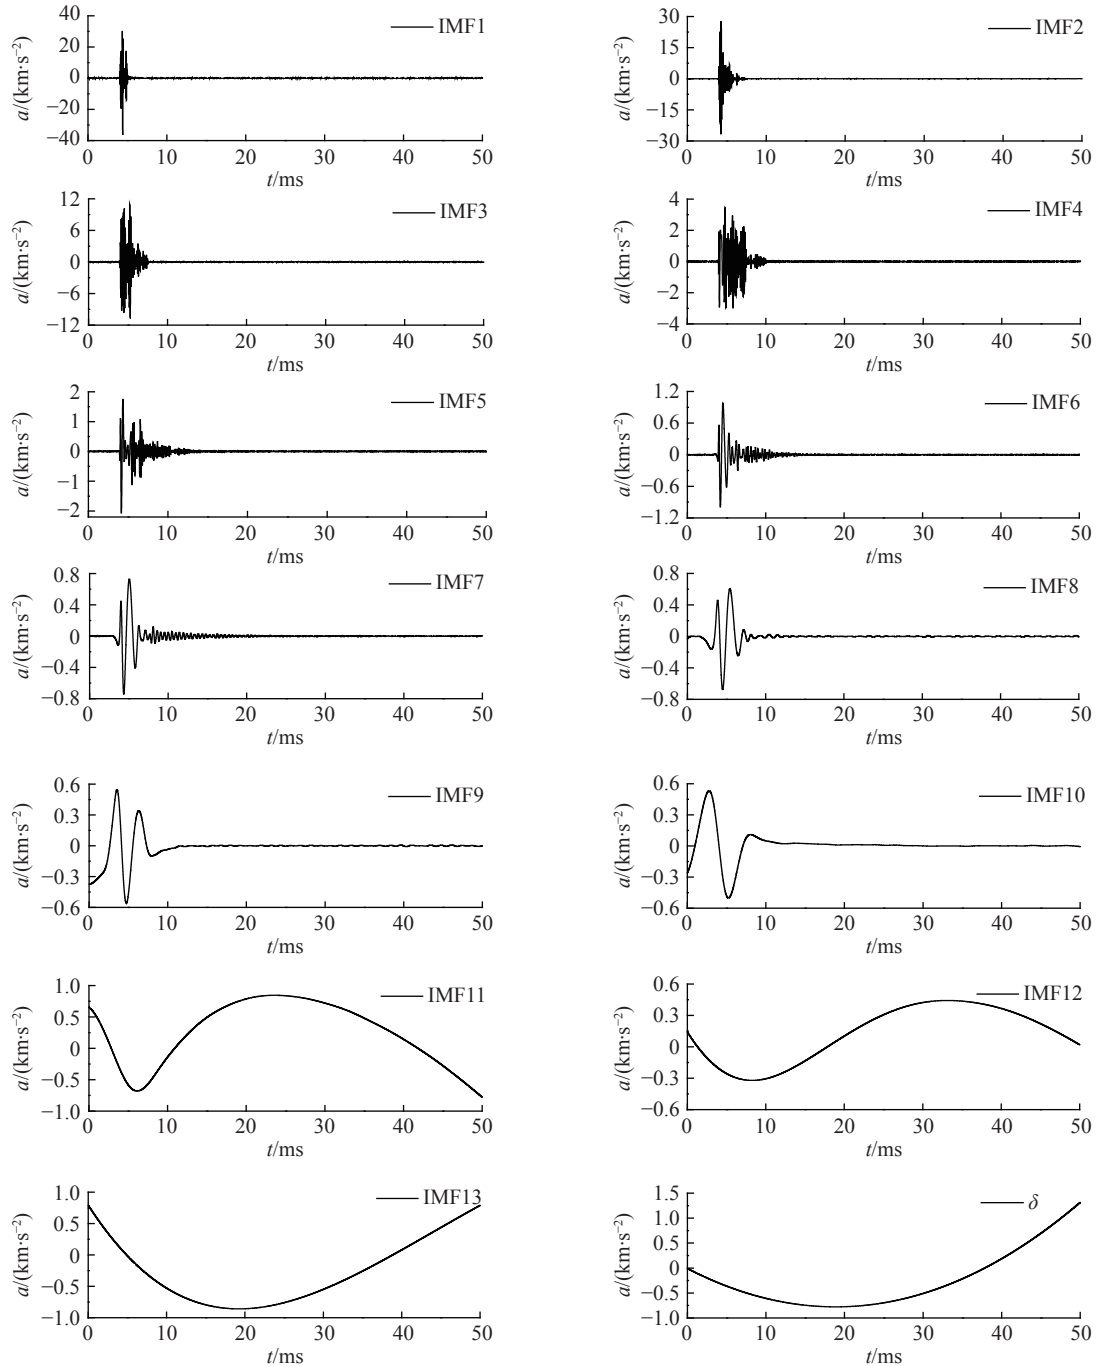 40
20
0
−20
−40
a/(km·s⁻²)
IMF1
0 10 20 30 40 50
t/ms
30
15
0
−15
−30
a/(km·s⁻²)
IMF2
0 10 20 30 40 50
t/ms
12
6
0
−6
−12
a/(km·s⁻²)
IMF3
0 10 20 30 40 50
t/ms
4
2
0
−2
−4
a/(km·s⁻²)
IMF4
0 10 20 30 40 50
t/ms
2
1
0
−1
−2
a/(km·s⁻²)
IMF5
0 10 20 30 40 50
t/ms
1.2
0.6
0
−0.6
−1.2
a/(km·s⁻²)
IMF6
0 10 20 30 40 50
t/ms
0.8
0.4
0
−0.4
−0.8
a/(km·s⁻²)
IMF7
0 10 20 30 40 50
t/ms
0.8
0.4
0
−0.4
−0.8
a/(km·s⁻²)
IMF8
0 10 20 30 40 50
t/ms
0.6
0.3
0
−0.3
−0.6
a/(km·s⁻²)
IMF9
0 10 20 30 40 50
t/ms
0.6
0.3
0
−0.3
−0.6
a/(km·s⁻²)
IMF10
0 10 20 30 40 50
t/ms
1.0
0.5
0
−0.5
−1.0
a/(km·s⁻²)
IMF11
0 10 20 30 40 50
t/ms
0.6
0.3
0
−0.3
−0.6
a/(km·s⁻²)
IMF12
0 10 20 30 40 50
t/ms
1.0
0.5
0
−0.5
−1.0
a/(km·s⁻²)
IMF13
0 10 20 30 40 50
t/ms
1.5
1.0
0.5
0
−0.5
−1.0
a/(km·s⁻²)
δ
0 10 20 30 40 50
t/ms